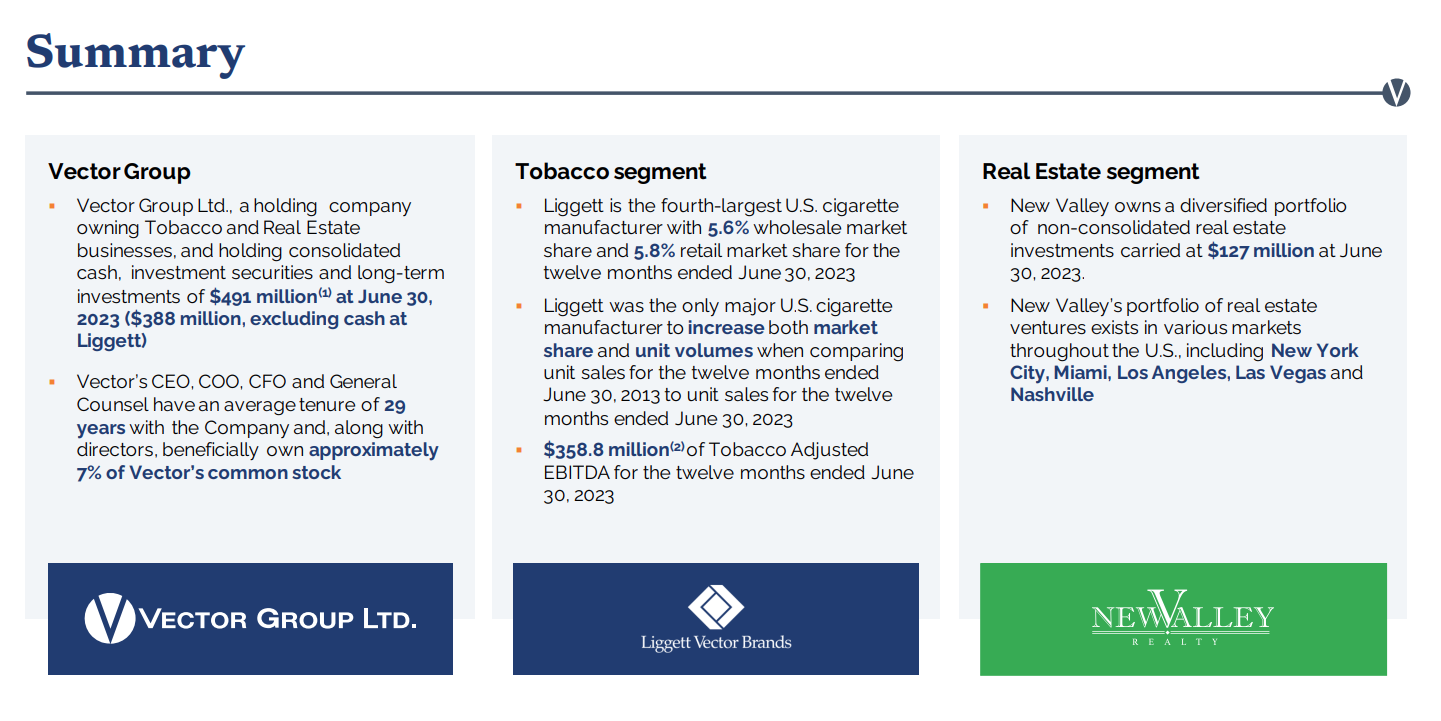 Summary
Vector Group
▪ Vector Group Ltd., a holding company
owning Tobacco and Real Estate
businesses, and holding consolidated
cash, investment securities and long-term
investments of $491 million(1) at June 30,
2023 ($388 million, excluding cash at
Liggett)
▪ Vector's CEO, COO, CFO and General
Counsel have an average tenure of 29
years with the Company and, along with
directors, beneficially own approximately
7% of Vector's common stock
VECTOR GROUP LTD.
Tobacco segment
▪ Liggett is the fourth-largest U.S. cigarette
manufacturer with 5.6% wholesale market
share and 5.8% retail market share for the
twelve months ended June 30, 2023
▪ Liggett was the only major U.S. cigarette
manufacturer to increase both market
share and unit volumes when comparing
unit sales for the twelve months ended
June 30, 2013 to unit sales for the twelve
months ended June 30, 2023
▪ $358.8 million(2) of Tobacco Adjusted
EBITDA for the twelve months ended June
30, 2023
Liggett Vector Brands
Real Estate segment
▪ New Valley owns a diversified portfolio
of non-consolidated real estate
investments carried at $127 million at June
30, 2023.
▪ New Valley's portfolio of real estate
ventures exists in various markets
throughout the U.S., including New York
City, Miami, Los Angeles, Las Vegas and
Nashville
NEWVALLEY
REALTY